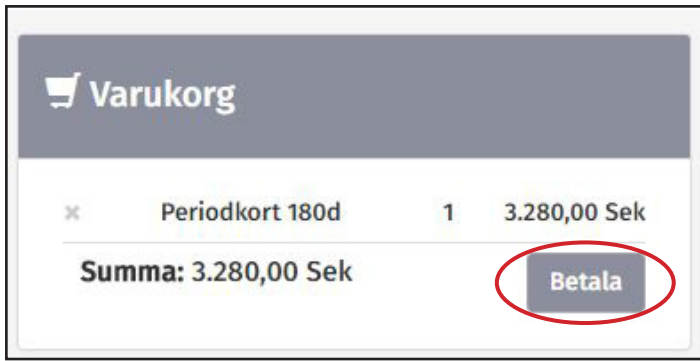 Varukorg
× Periodkort 180d 1 3.280,00 Sek
Summa: 3.280,00 Sek
Betala